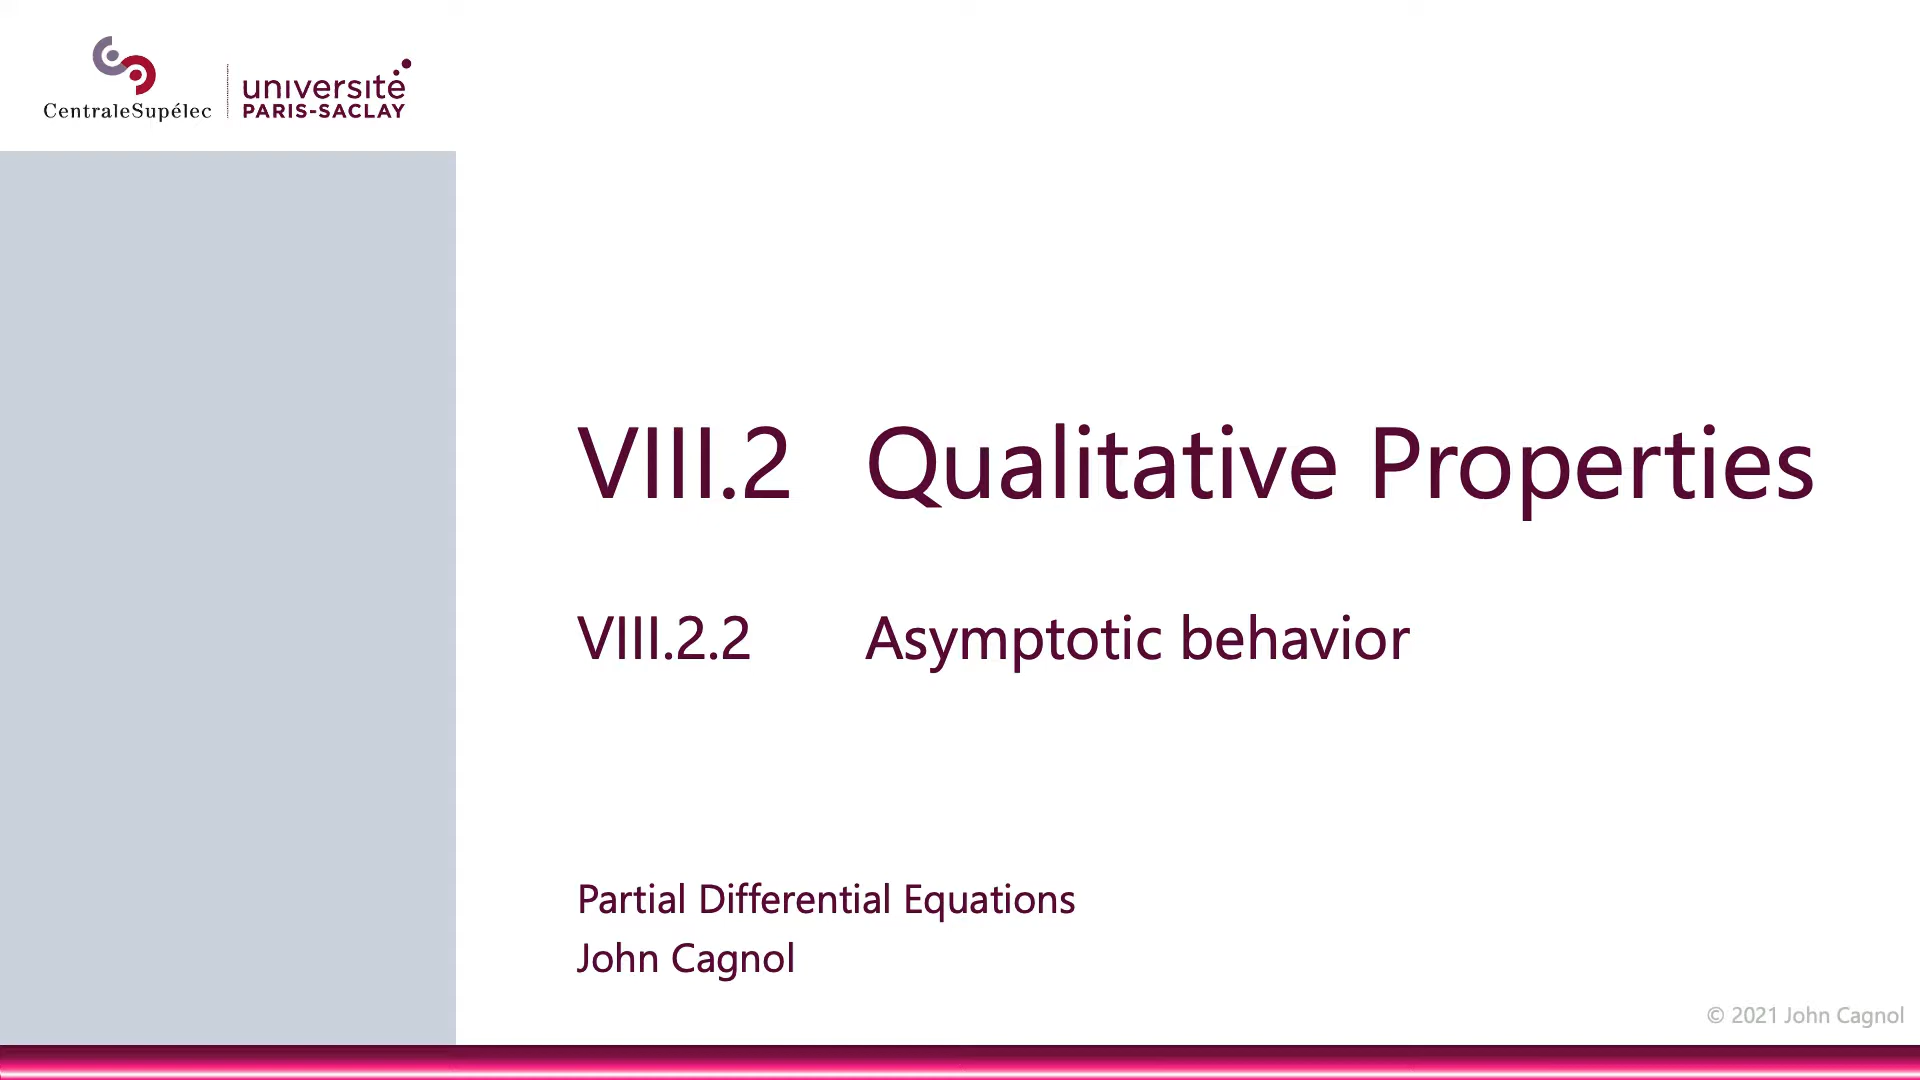 CentraleSupélec
université
PARIS-SACLAY
VIII.2 Qualitative Properties
VIII.2.2 Asymptotic behavior
Partial Differential Equations
John Cagnol
© 2021 John Cagnol